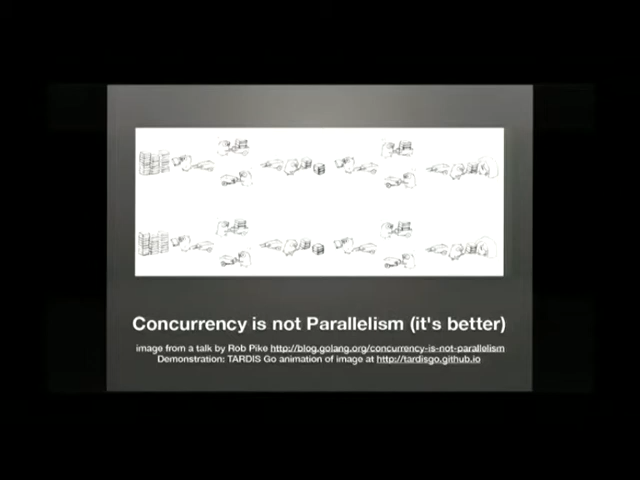 Concurrency is not Parallelism (it's better)
image from a talk by Rob Pike http://blog.golang.org/concurrency-is-not-parallelism
Demonstration: TARDIS Go animation of image at http://tardisgo.github.io